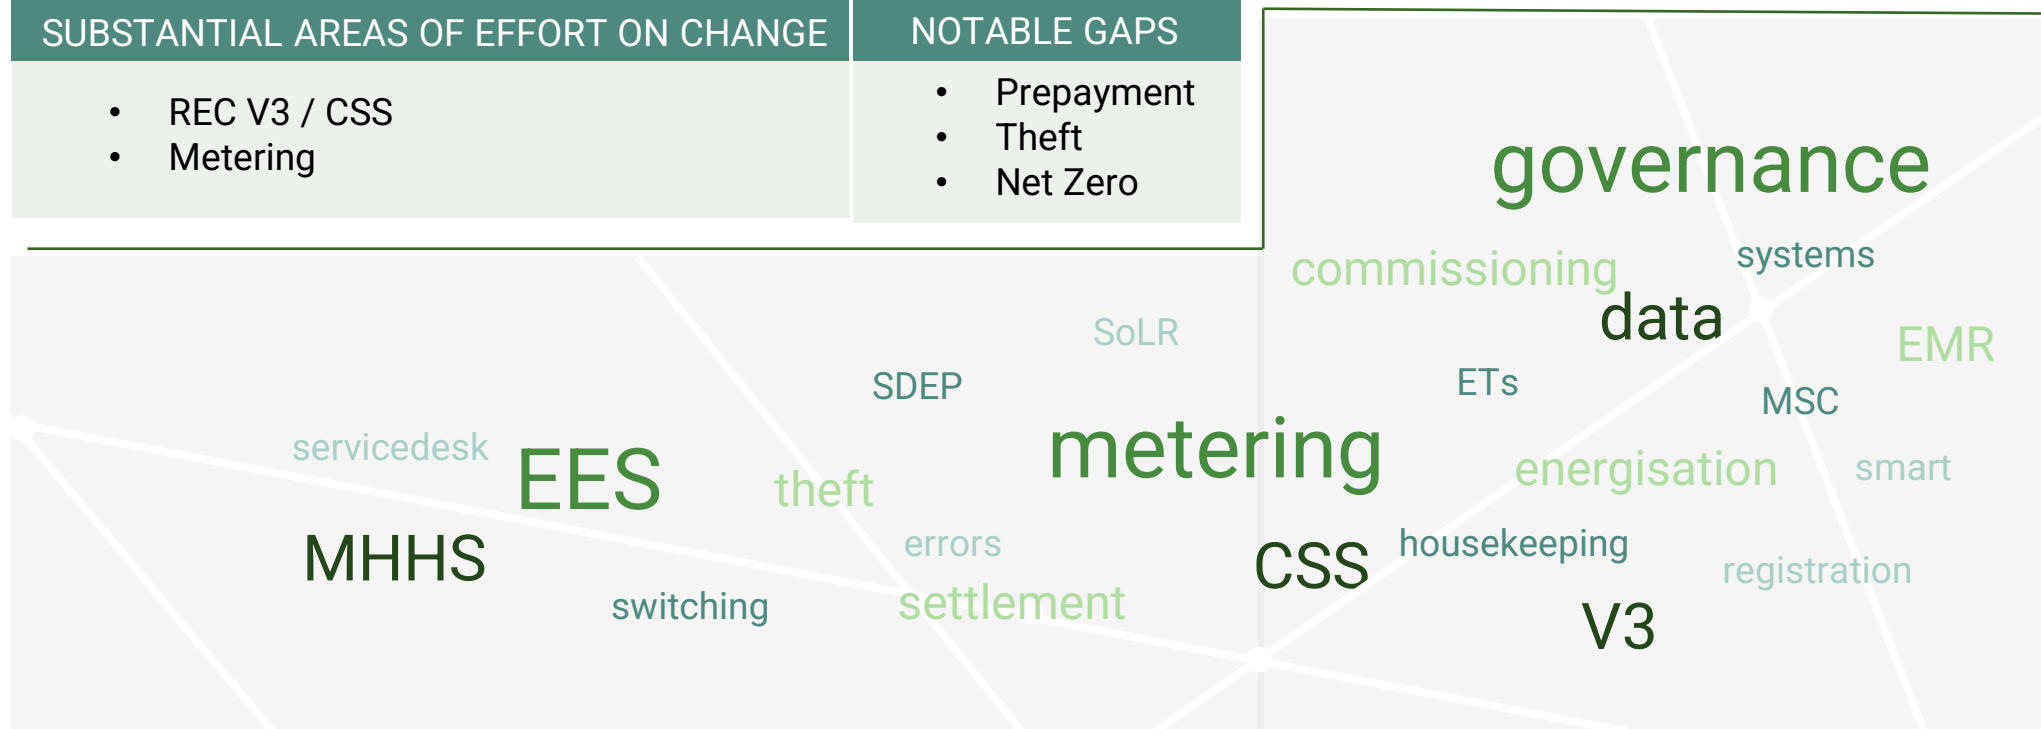 SUBSTANTIAL AREAS OF EFFORT ON CHANGE
• REC V3 / CSS
• Metering
NOTABLE GAPS
• Prepayment
• Theft
• Net Zero
governance
commissioning
systems
data
SoLR
EMR
SDEP
ETs
MSC
servicedesk
EES
theft
metering
energisation
smart
MHHS
errors
CSS
housekeeping
registration
switching
settlement
V3